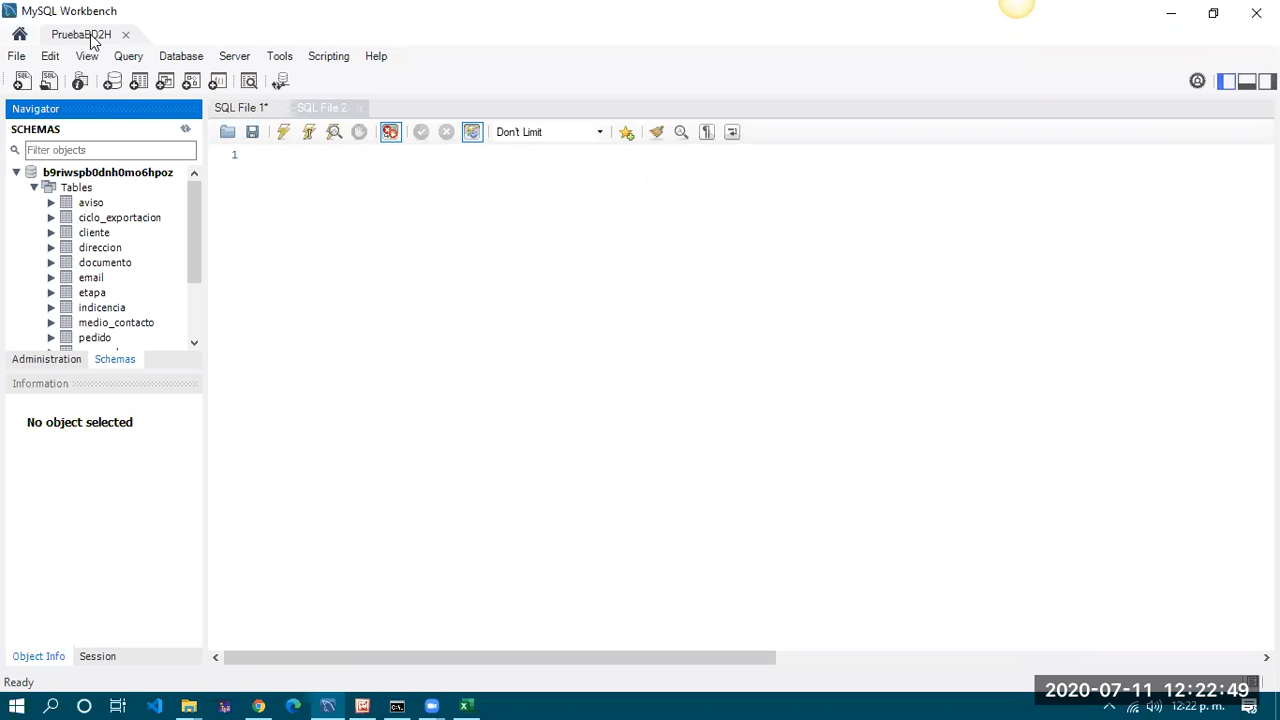 MySQL Workbench
PruebaBD2H
File Edit View Query Database Server Tools Scripting Help
Navigator
SQL File 1* SQL File 2
SCHEMAS
Don't Limit
Filter objects
1
b9riwspb0dnh0mo6hpoz
Tables
aviso
ciclo_exportacion
cliente
direccion
documento
email
etapa
indicencia
medio_contacto
pedido
Administration Schemas
Information
No object selected
Object Info Session
Ready
2020-07-11 12:22:49
12:22 p. m.